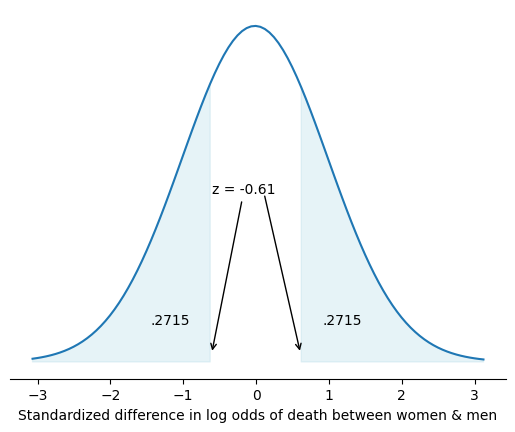 z = -0.61
.2715 .2715
−3 −2 −1 0 1 2 3
Standardized difference in log odds of death between women & men